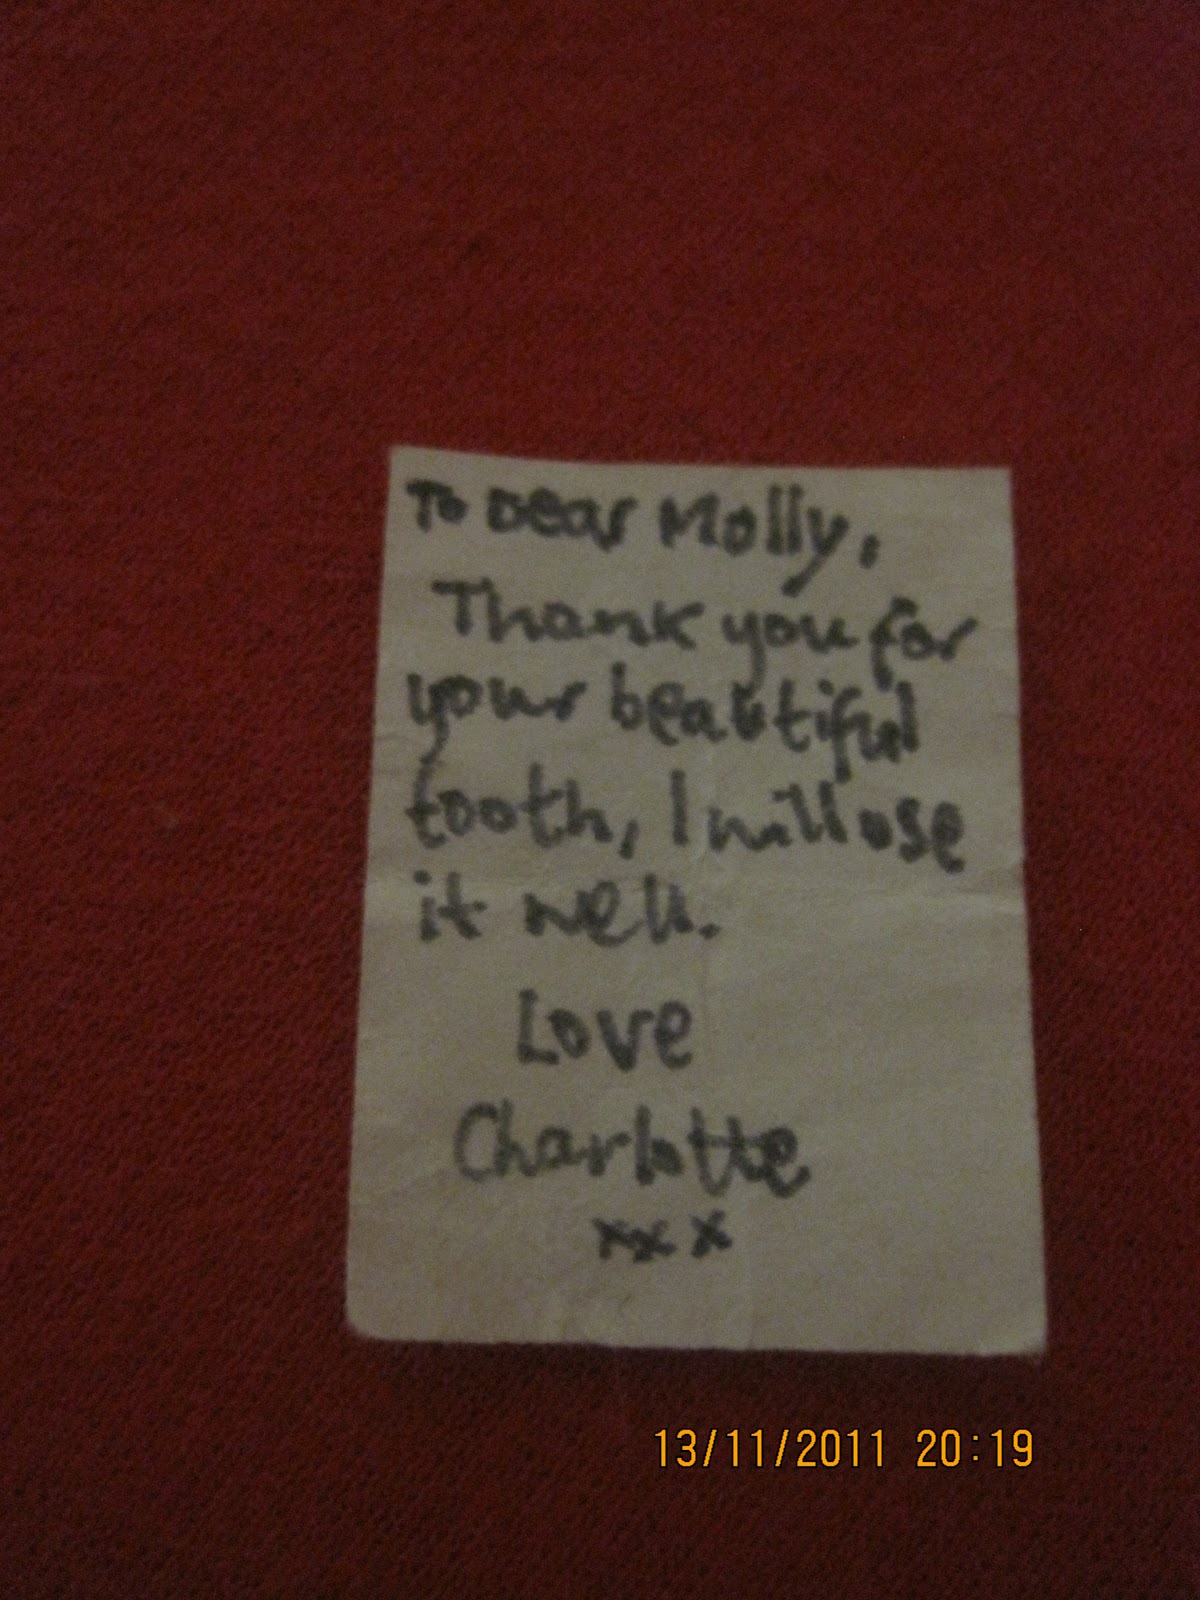 To Dear Molly,
Thank you for
your beautiful
tooth, I will use
it well.
Love
Charlotte
xxx
13/11/2011 20:19